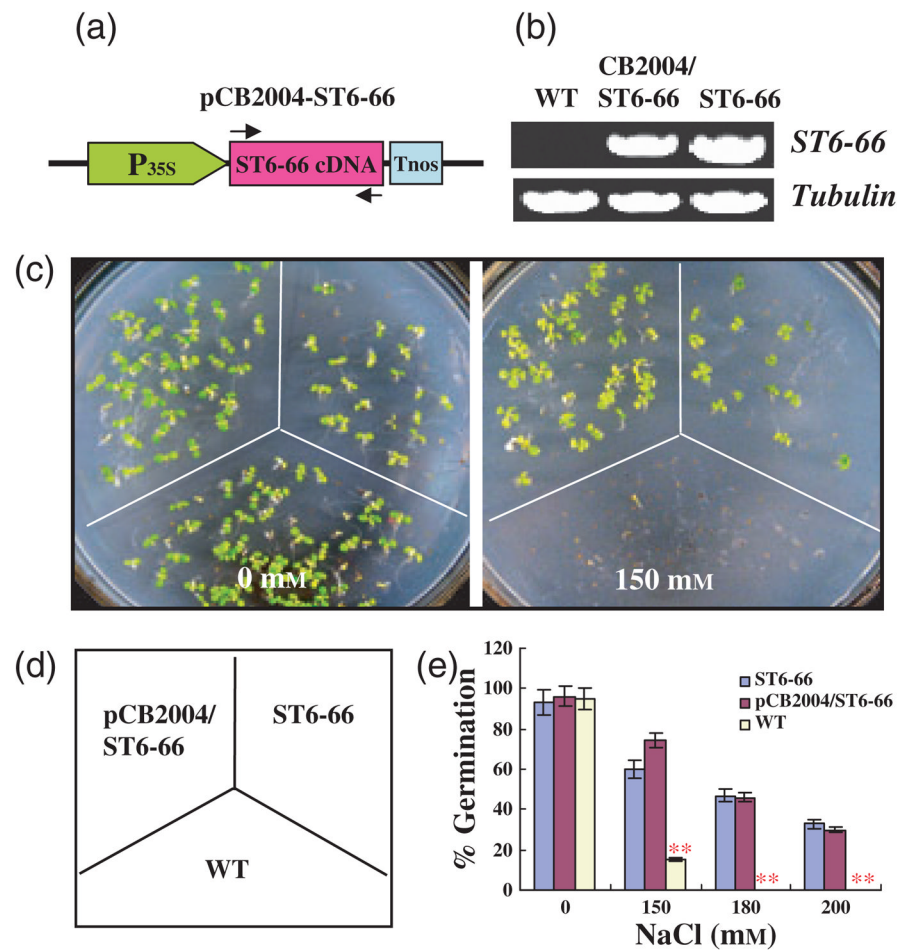 (a)
pCB2004-ST6-66
P35S
ST6-66 cDNA
Tnos
(b)
WT
CB2004/
ST6-66
ST6-66
ST6-66
Tubulin
(c)
0 mM
150 mM
(d)
pCB2004/
ST6-66
ST6-66
WT
(e)
% Germination
120
100
80
60
40
20
0
ST6-66
pCB2004/ST6-66
WT
**
**
**
0
150
180
200
NaCl (mM)